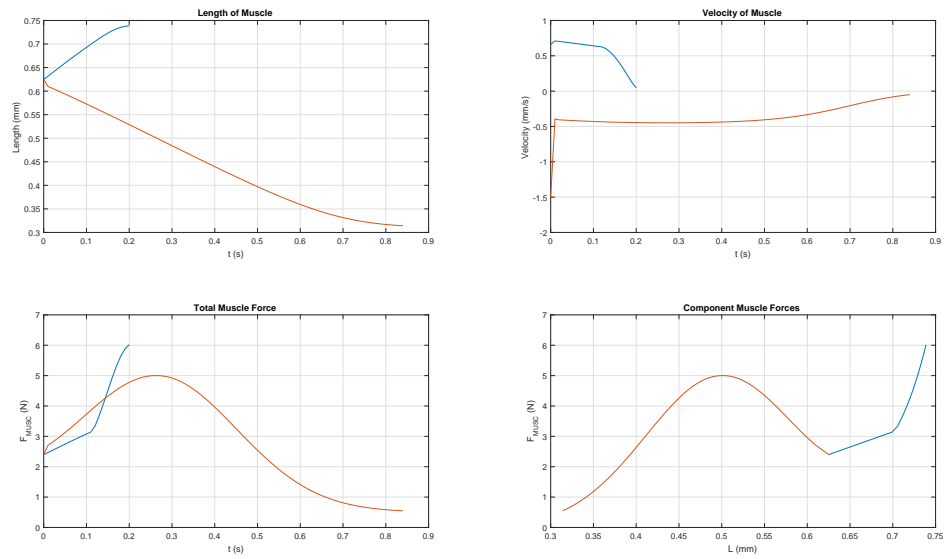 Length of Muscle
0.75
0.7
0.65
0.6
0.55
0.5
0.45
0.4
0.35
0.3
Length (mm)
0 0.1 0.2 0.3 0.4 0.5 0.6 0.7 0.8 0.9
t (s)
Velocity of Muscle
1
0.5
0
-0.5
-1
-1.5
-2
Velocity (mm/s)
0 0.1 0.2 0.3 0.4 0.5 0.6 0.7 0.8 0.9
t (s)
Total Muscle Force
7
6
5
4
3
2
1
0
F_MUSC (N)
0 0.1 0.2 0.3 0.4 0.5 0.6 0.7 0.8 0.9
t (s)
Component Muscle Forces
7
6
5
4
3
2
1
0
F_MUSC (N)
0.3 0.35 0.4 0.45 0.5 0.55 0.6 0.65 0.7 0.75
L (mm)